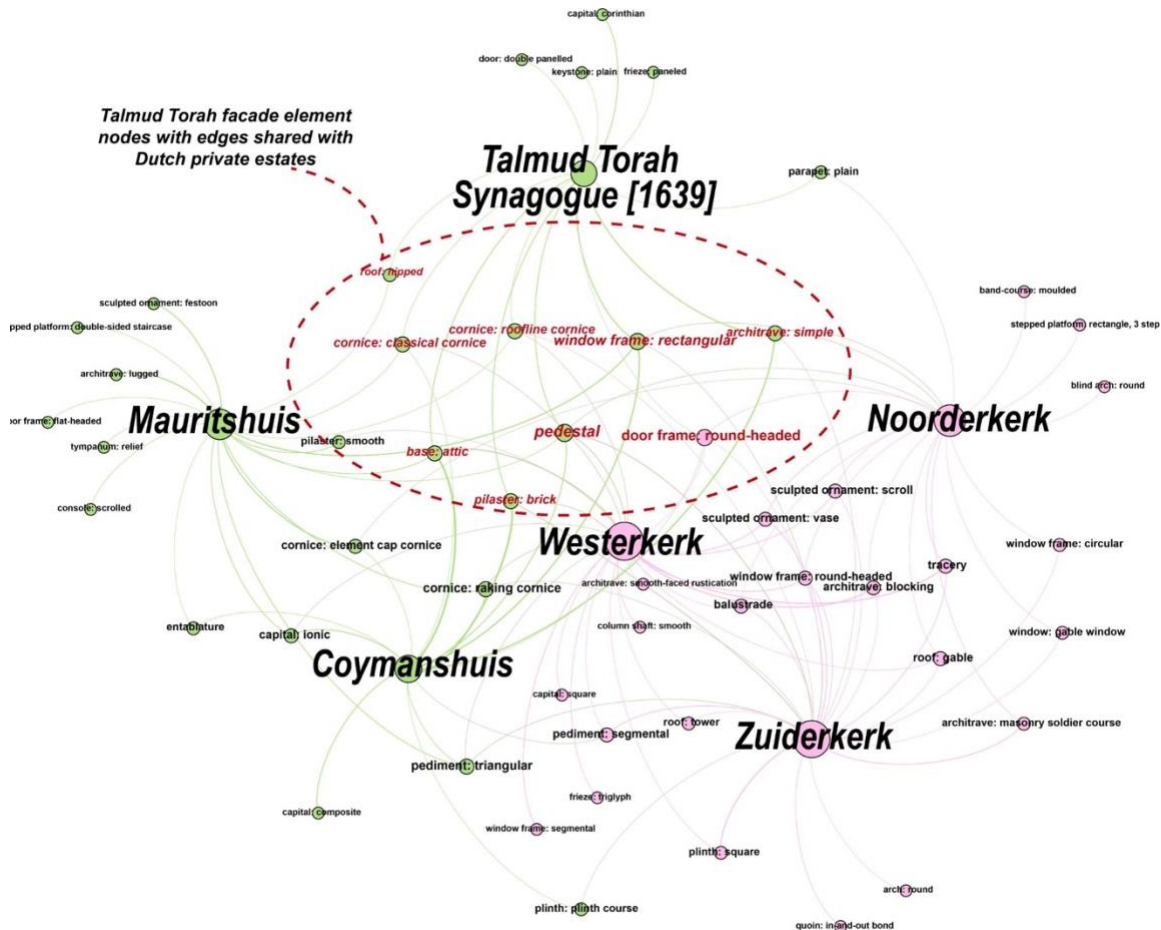 capital: corinthian
door: double panelled
keystone: plain
frieze: paneled
Talmud Torah facade element
nodes with edges shared with
Dutch private estates
Talmud Torah
Synagogue [1639]
parapet: plain
roof: hipped
band-course: moulded
sculpted ornament: festoon
stepped platform rectangle, 3 step
pped platform: double-sided staircase
cornice: roofline cornice
architrave: simple
cornice: classical cornice
window frame: rectangular
architrave: lugged
blind arch: round
Mauritshuis
Noorderkerk
oor frame: flat-headed
pilaster: smooth
pedestal
door frame: round-headed
tympanum: relief
base: attic
sculpted ornament: scroll
pilaster: brick
console: scrolled
sculpted ornament: vase
Westerkerk
window frame: circular
cornice: element cap cornice
tracery
architrave: smooth-faced rustication
window frame: round-headed
cornice: raking cornice
architrave: blocking
balustrade
entablature
capital: ionic
column shaft: smooth
window: gable window
roof: gable
Coymanshuis
capital: square
roof: tower
architrave: masonry soldier course
pediment: segmental
Zuiderkerk
pediment: triangular
frieze: friglyph
capital: composite
window frame: segmental
plinth: square
arch: round
plinth: plinth course
quoin: in-and-out bond